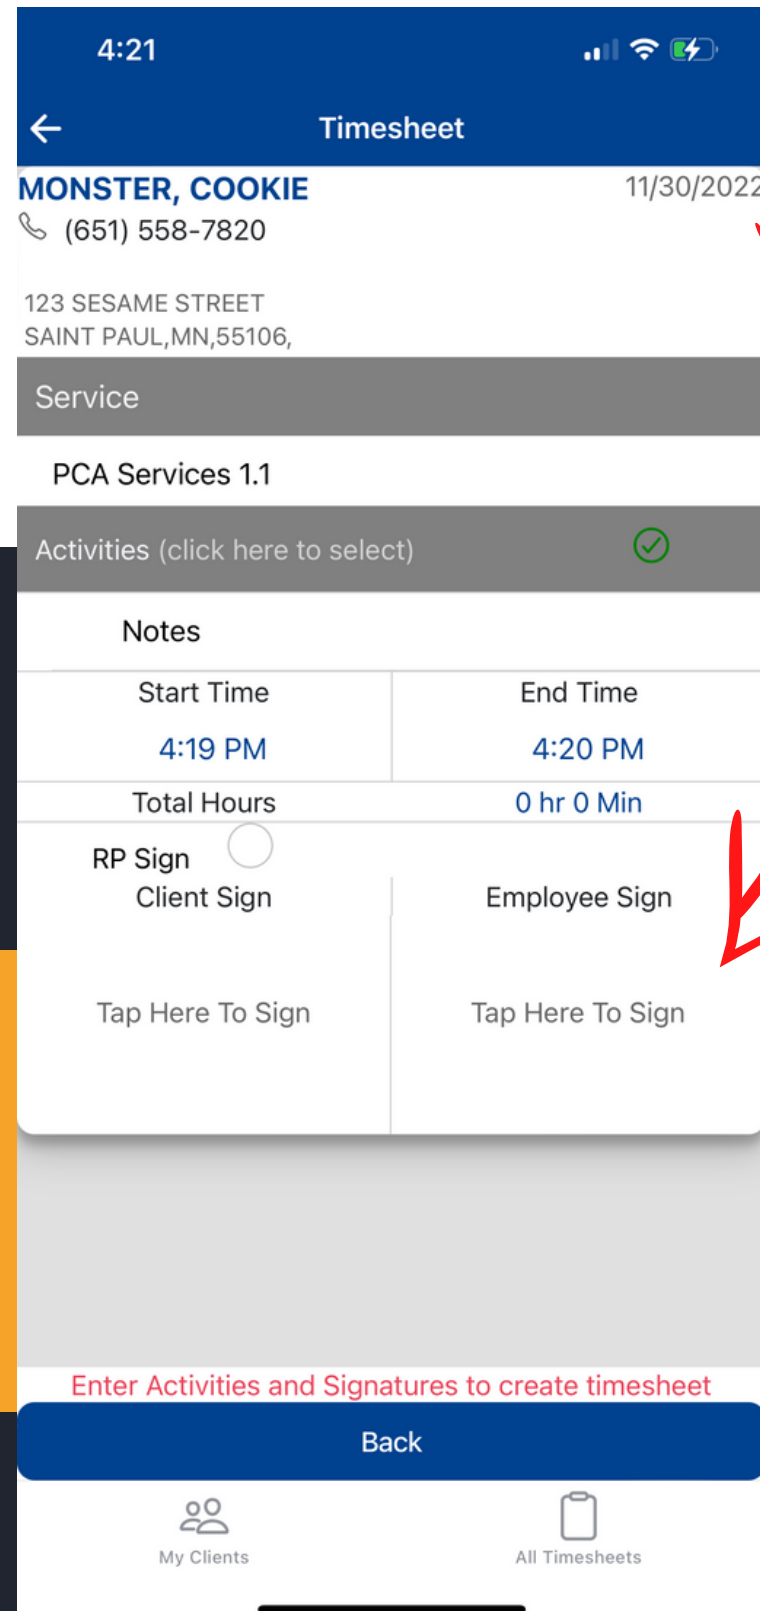 4:21
Timesheet
MONSTER, COOKIE 11/30/2022
(651) 558-7820
123 SESAME STREET
SAINT PAUL,MN,55106,
Service
PCA Services 1.1
Activities (click here to select)
Notes
Start Time End Time
4:19 PM 4:20 PM
Total Hours 0 hr 0 Min
RP Sign
Client Sign Employee Sign
Tap Here To Sign Tap Here To Sign
Enter Activities and Signatures to create timesheet
Back
My Clients All Timesheets